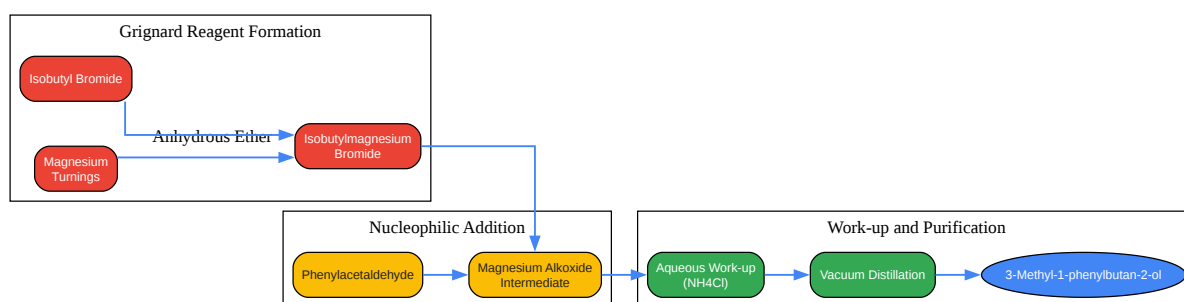 Grignard Reagent Formation
Isobutyl Bromide
Anhydrous Ether
Isobutylmagnesium
Bromide
Magnesium
Turnings
Nucleophilic Addition
Phenylacetaldehyde
Magnesium Alkoxide
Intermediate
Work-up and Purification
Aqueous Work-up
(NH4Cl)
Vacuum Distillation
3-Methyl-1-phenylbutan-2-ol